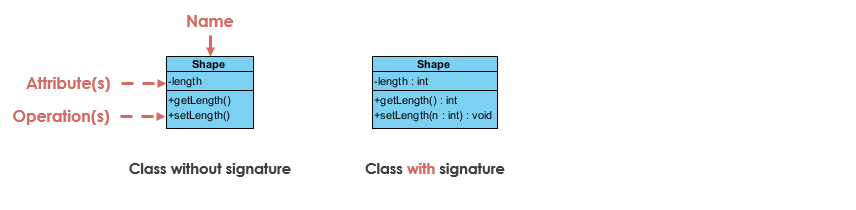 Name
Shape
Attribute(s)
-length
Operation(s)
+getLength()
+setLength()
Class without signature
Shape
-length : int
+getLength() : int
+setLength(n : int) : void
Class with signature